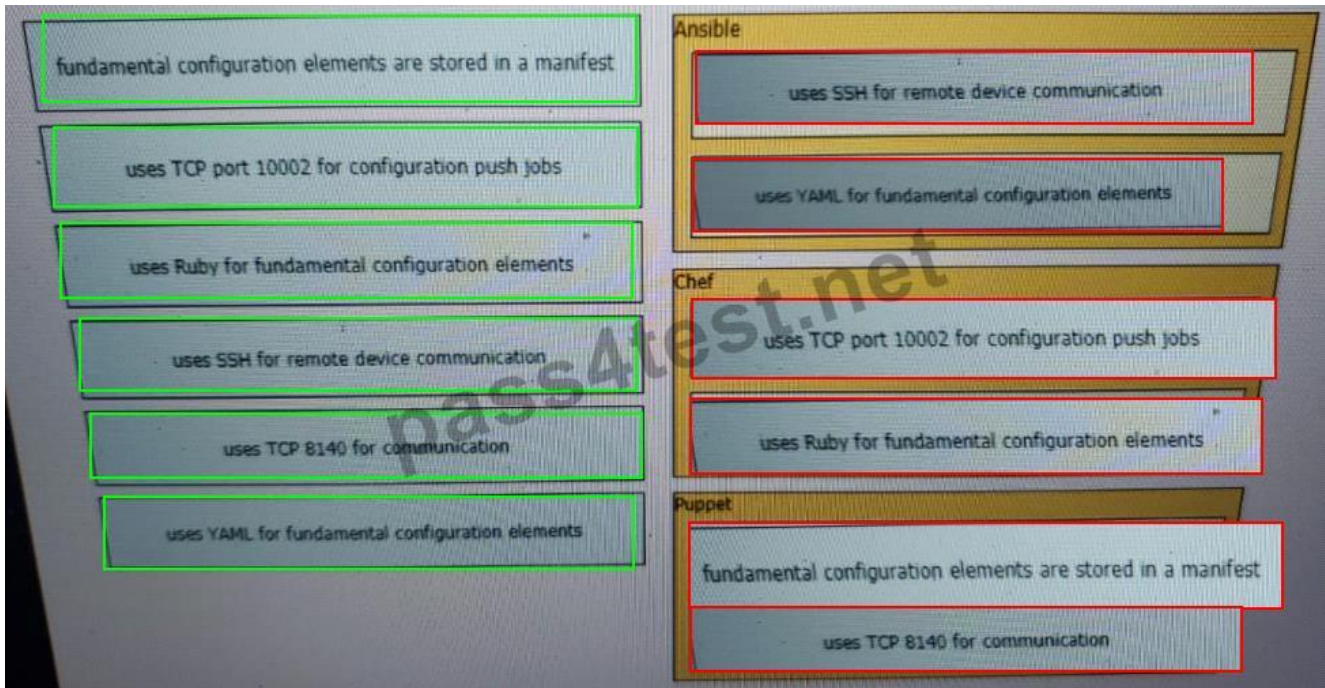 fundamental configuration elements are stored in a manifest
uses TCP port 10002 for configuration push jobs
uses Ruby for fundamental configuration elements
uses SSH for remote device communication
uses TCP 8140 for communication
uses YAML for fundamental configuration elements
Ansible
uses SSH for remote device communication
uses YAML for fundamental configuration elements
Chef
uses TCP port 10002 for configuration push jobs
uses Ruby for fundamental configuration elements
Puppet
fundamental configuration elements are stored in a manifest
uses TCP 8140 for communication
pass4test.net